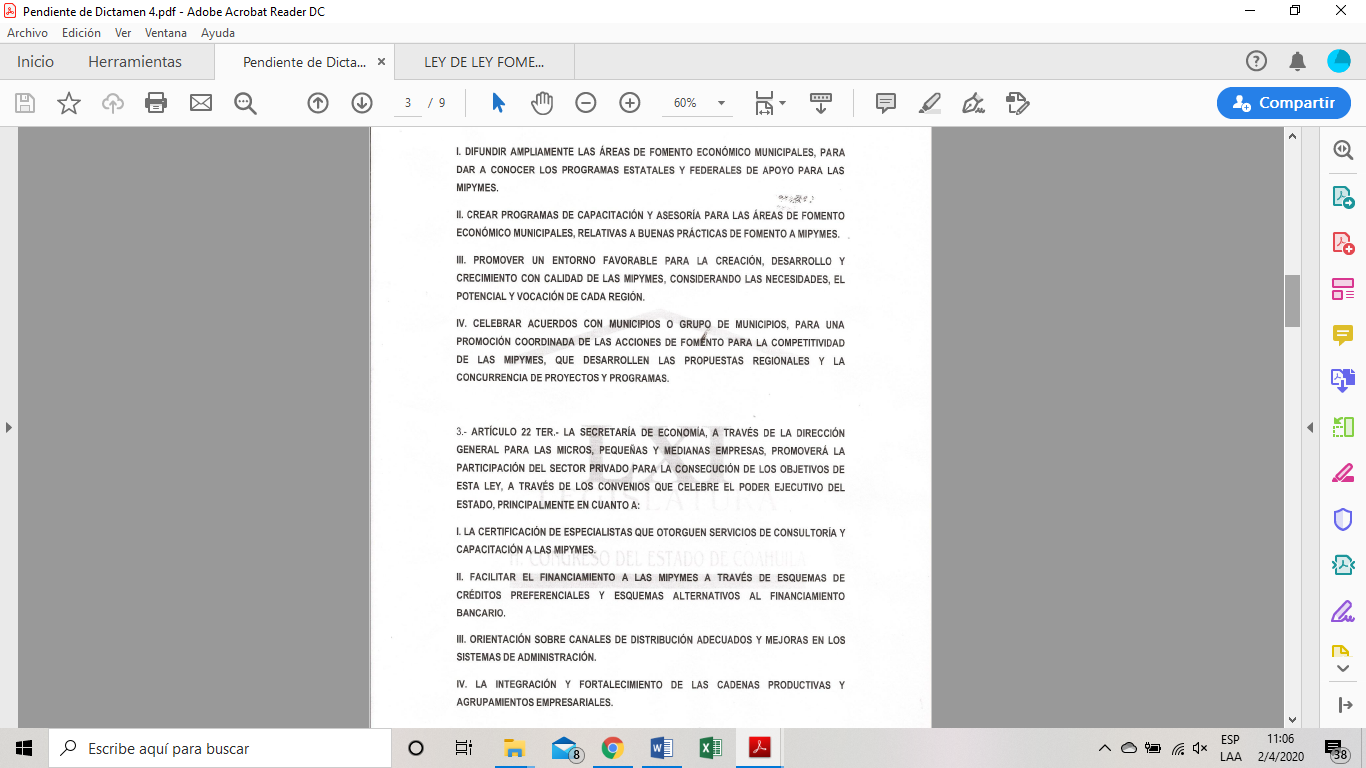 Pendiente de Dictamen 4.pdf - Adobe Acrobat Reader DC
Archivo Edición Ver Ventana Ayuda
Inicio Herramientas Pendiente de Dicta... × LEY DE LEY FOME...
3 / 9 60% Compartir
I. DIFUNDIR AMPLIAMENTE LAS ÁREAS DE FOMENTO ECONÓMICO MUNICIPALES, PARA
DAR A CONOCER LOS PROGRAMAS ESTATALES Y FEDERALES DE APOYO PARA LAS
MIPYMES.
II. CREAR PROGRAMAS DE CAPACITACIÓN Y ASESORÍA PARA LAS ÁREAS DE FOMENTO
ECONÓMICO MUNICIPALES, RELATIVAS A BUENAS PRÁCTICAS DE FOMENTO A MIPYMES.
III. PROMOVER UN ENTORNO FAVORABLE PARA LA CREACIÓN, DESARROLLO Y
CRECIMIENTO CON CALIDAD DE LAS MIPYMES, CONSIDERANDO LAS NECESIDADES, EL
POTENCIAL Y VOCACIÓN DE CADA REGIÓN.
IV. CELEBRAR ACUERDOS CON MUNICIPIOS O GRUPO DE MUNICIPIOS, PARA UNA
PROMOCIÓN COORDINADA DE LAS ACCIONES DE FOMENTO PARA LA COMPETITIVIDAD
DE LAS MIPYMES, QUE DESARROLLEN LAS PROPUESTAS REGIONALES Y LA
CONCURRENCIA DE PROYECTOS Y PROGRAMAS.
3.- ARTÍCULO 22 TER.- LA SECRETARÍA DE ECONOMÍA, A TRAVÉS DE LA DIRECCIÓN
GENERAL PARA LAS MICROS, PEQUEÑAS Y MEDIANAS EMPRESAS, PROMOVERÁ LA
PARTICIPACIÓN DEL SECTOR PRIVADO PARA LA CONSECUCIÓN DE LOS OBJETIVOS DE
ESTA LEY, A TRAVÉS DE LOS CONVENIOS QUE CELEBRE EL PODER EJECUTIVO DEL
ESTADO, PRINCIPALMENTE EN CUANTO A:
I. LA CERTIFICACIÓN DE ESPECIALISTAS QUE OTORGUEN SERVICIOS DE CONSULTORÍA Y
CAPACITACIÓN A LAS MIPYMES.
II. FACILITAR EL FINANCIAMIENTO A LAS MIPYMES A TRAVÉS DE ESQUEMAS DE
CRÉDITOS PREFERENCIALES Y ESQUEMAS ALTERNATIVOS AL FINANCIAMIENTO
BANCARIO.
III. ORIENTACIÓN SOBRE CANALES DE DISTRIBUCIÓN ADECUADOS Y MEJORAS EN LOS
SISTEMAS DE ADMINISTRACIÓN.
IV. LA INTEGRACIÓN Y FORTALECIMIENTO DE LAS CADENAS PRODUCTIVAS Y
AGRUPAMIENTOS EMPRESARIALES.
LXI
LEGISLATURA
CONGRESO DEL ESTADO DE COAHUILA
Escribe aquí para buscar 8 ESP 11:06
LAA 2/4/2020 38